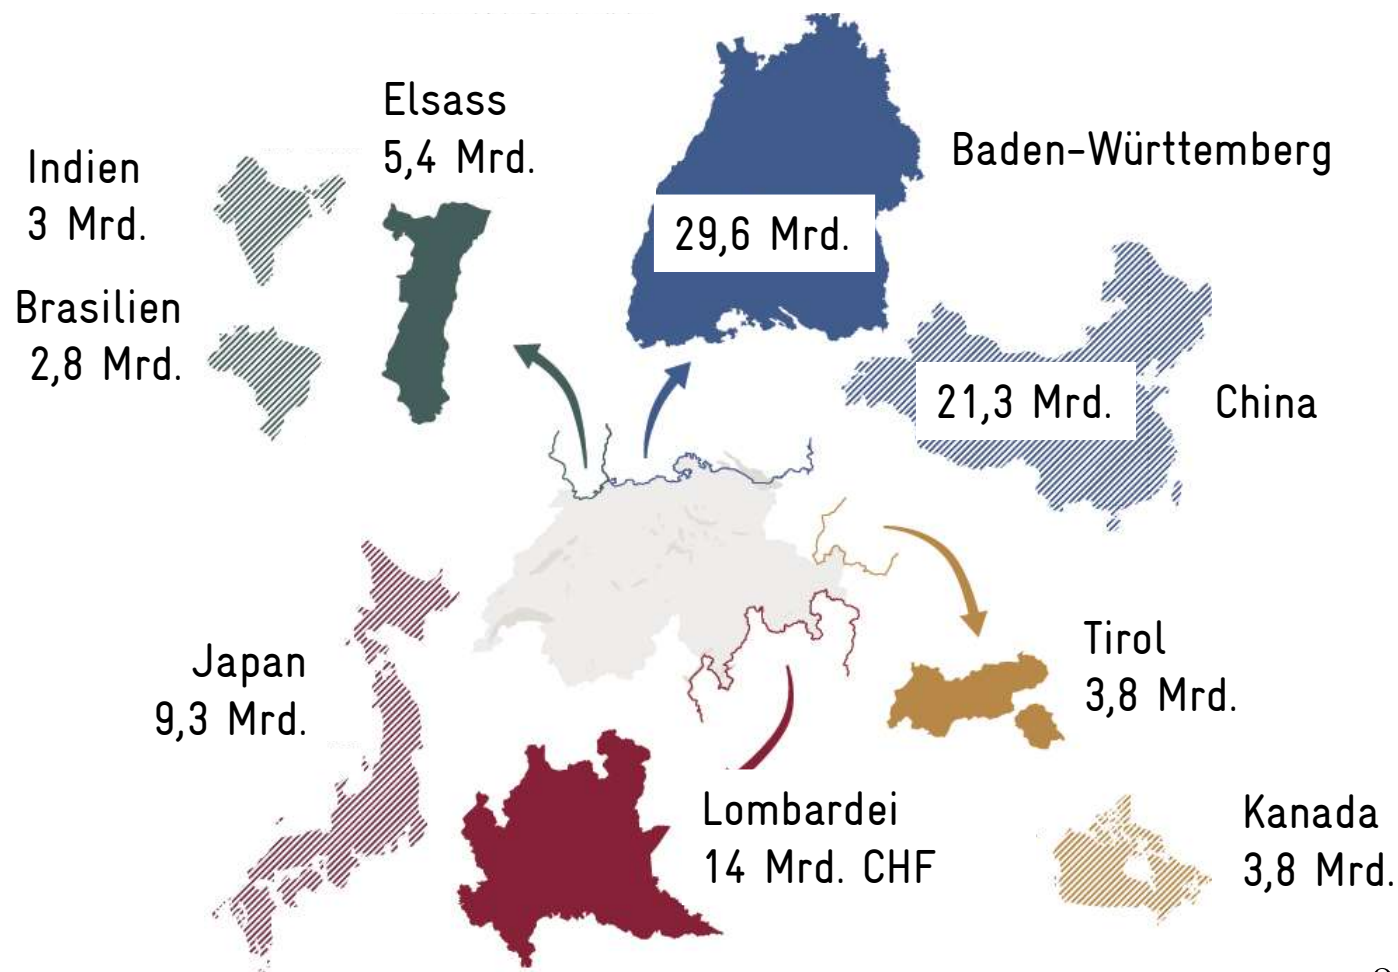 Elsass
5,4 Mrd.
Indien
3 Mrd.
Brasilien
2,8 Mrd.
Baden-Württemberg
29,6 Mrd.
21,3 Mrd.
China
Japan
9,3 Mrd.
Tirol
3,8 Mrd.
Lombardei
14 Mrd. CHF
Kanada
3,8 Mrd.